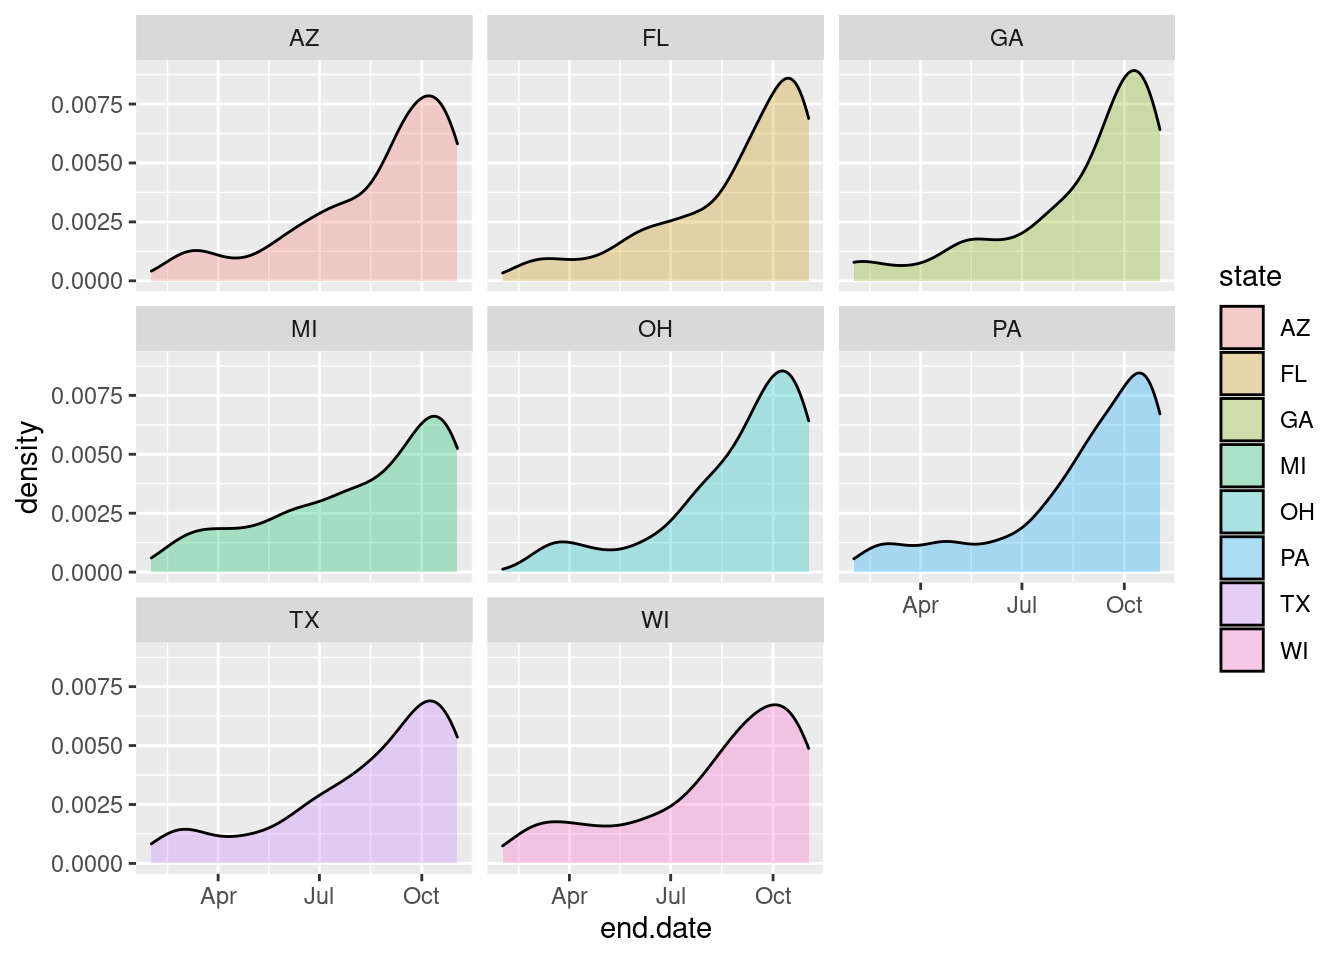 AZ FL GA
0.0075
0.0050
0.0025
0.0000
MI OH PA
0.0075
0.0050
0.0025
0.0000
Apr Jul Oct
TX WI
0.0075
0.0050
0.0025
0.0000
Apr Jul Oct Apr Jul Oct
end.date
density
state
AZ
FL
GA
MI
OH
PA
TX
WI